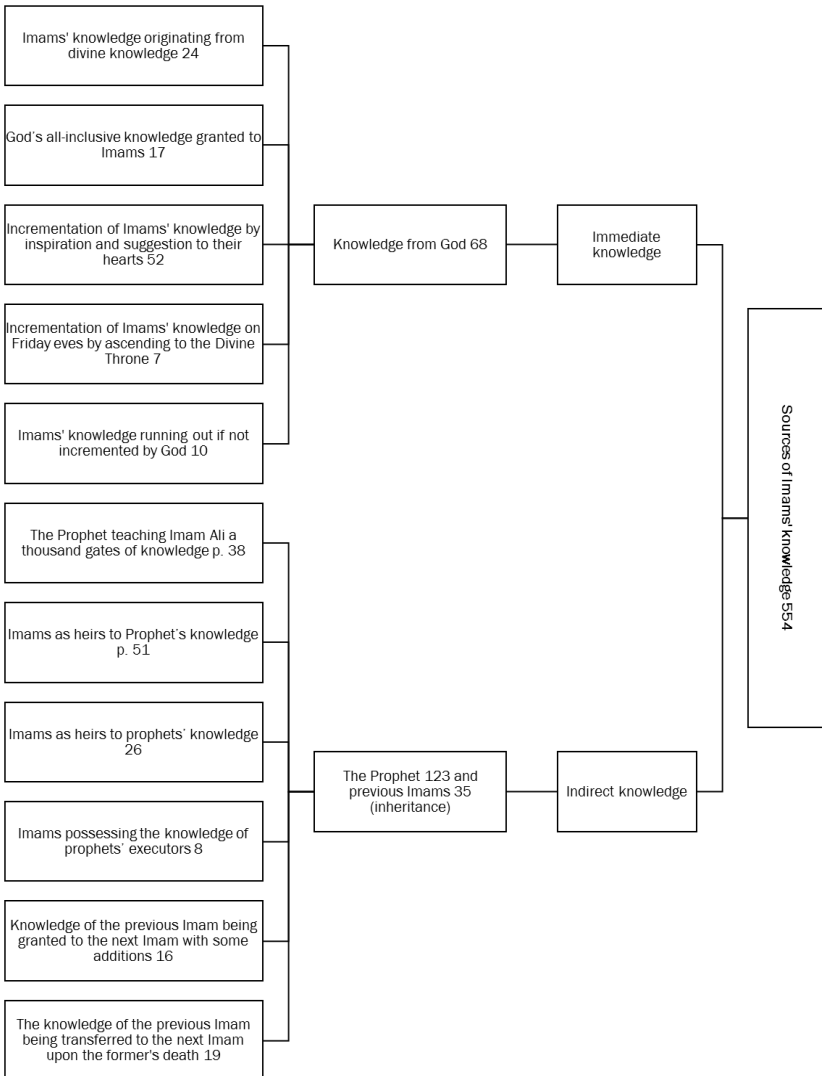 Imams' knowledge originating from
divine knowledge 24
God's all-inclusive knowledge granted to
Imams 17
Incrementation of Imams' knowledge by
inspiration and suggestion to their
hearts 52
Incrementation of Imams' knowledge on
Friday eves by ascending to the Divine
Throne 7
Imams' knowledge running out if not
incremented by God 10
The Prophet teaching Imam Ali a
thousand gates of knowledge p. 38
Imams as heirs to Prophet's knowledge
p. 51
Imams as heirs to prophets' knowledge
26
Imams possessing the knowledge of
prophets' executors 8
Knowledge of the previous Imam being
granted to the next Imam with some
additions 16
The knowledge of the previous Imam
being transferred to the next Imam
upon the former's death 19
Knowledge from God 68
The Prophet 123 and
previous Imams 35
(inheritance)
Immediate
knowledge
Indirect knowledge
Sources of Imams' knowledge 554